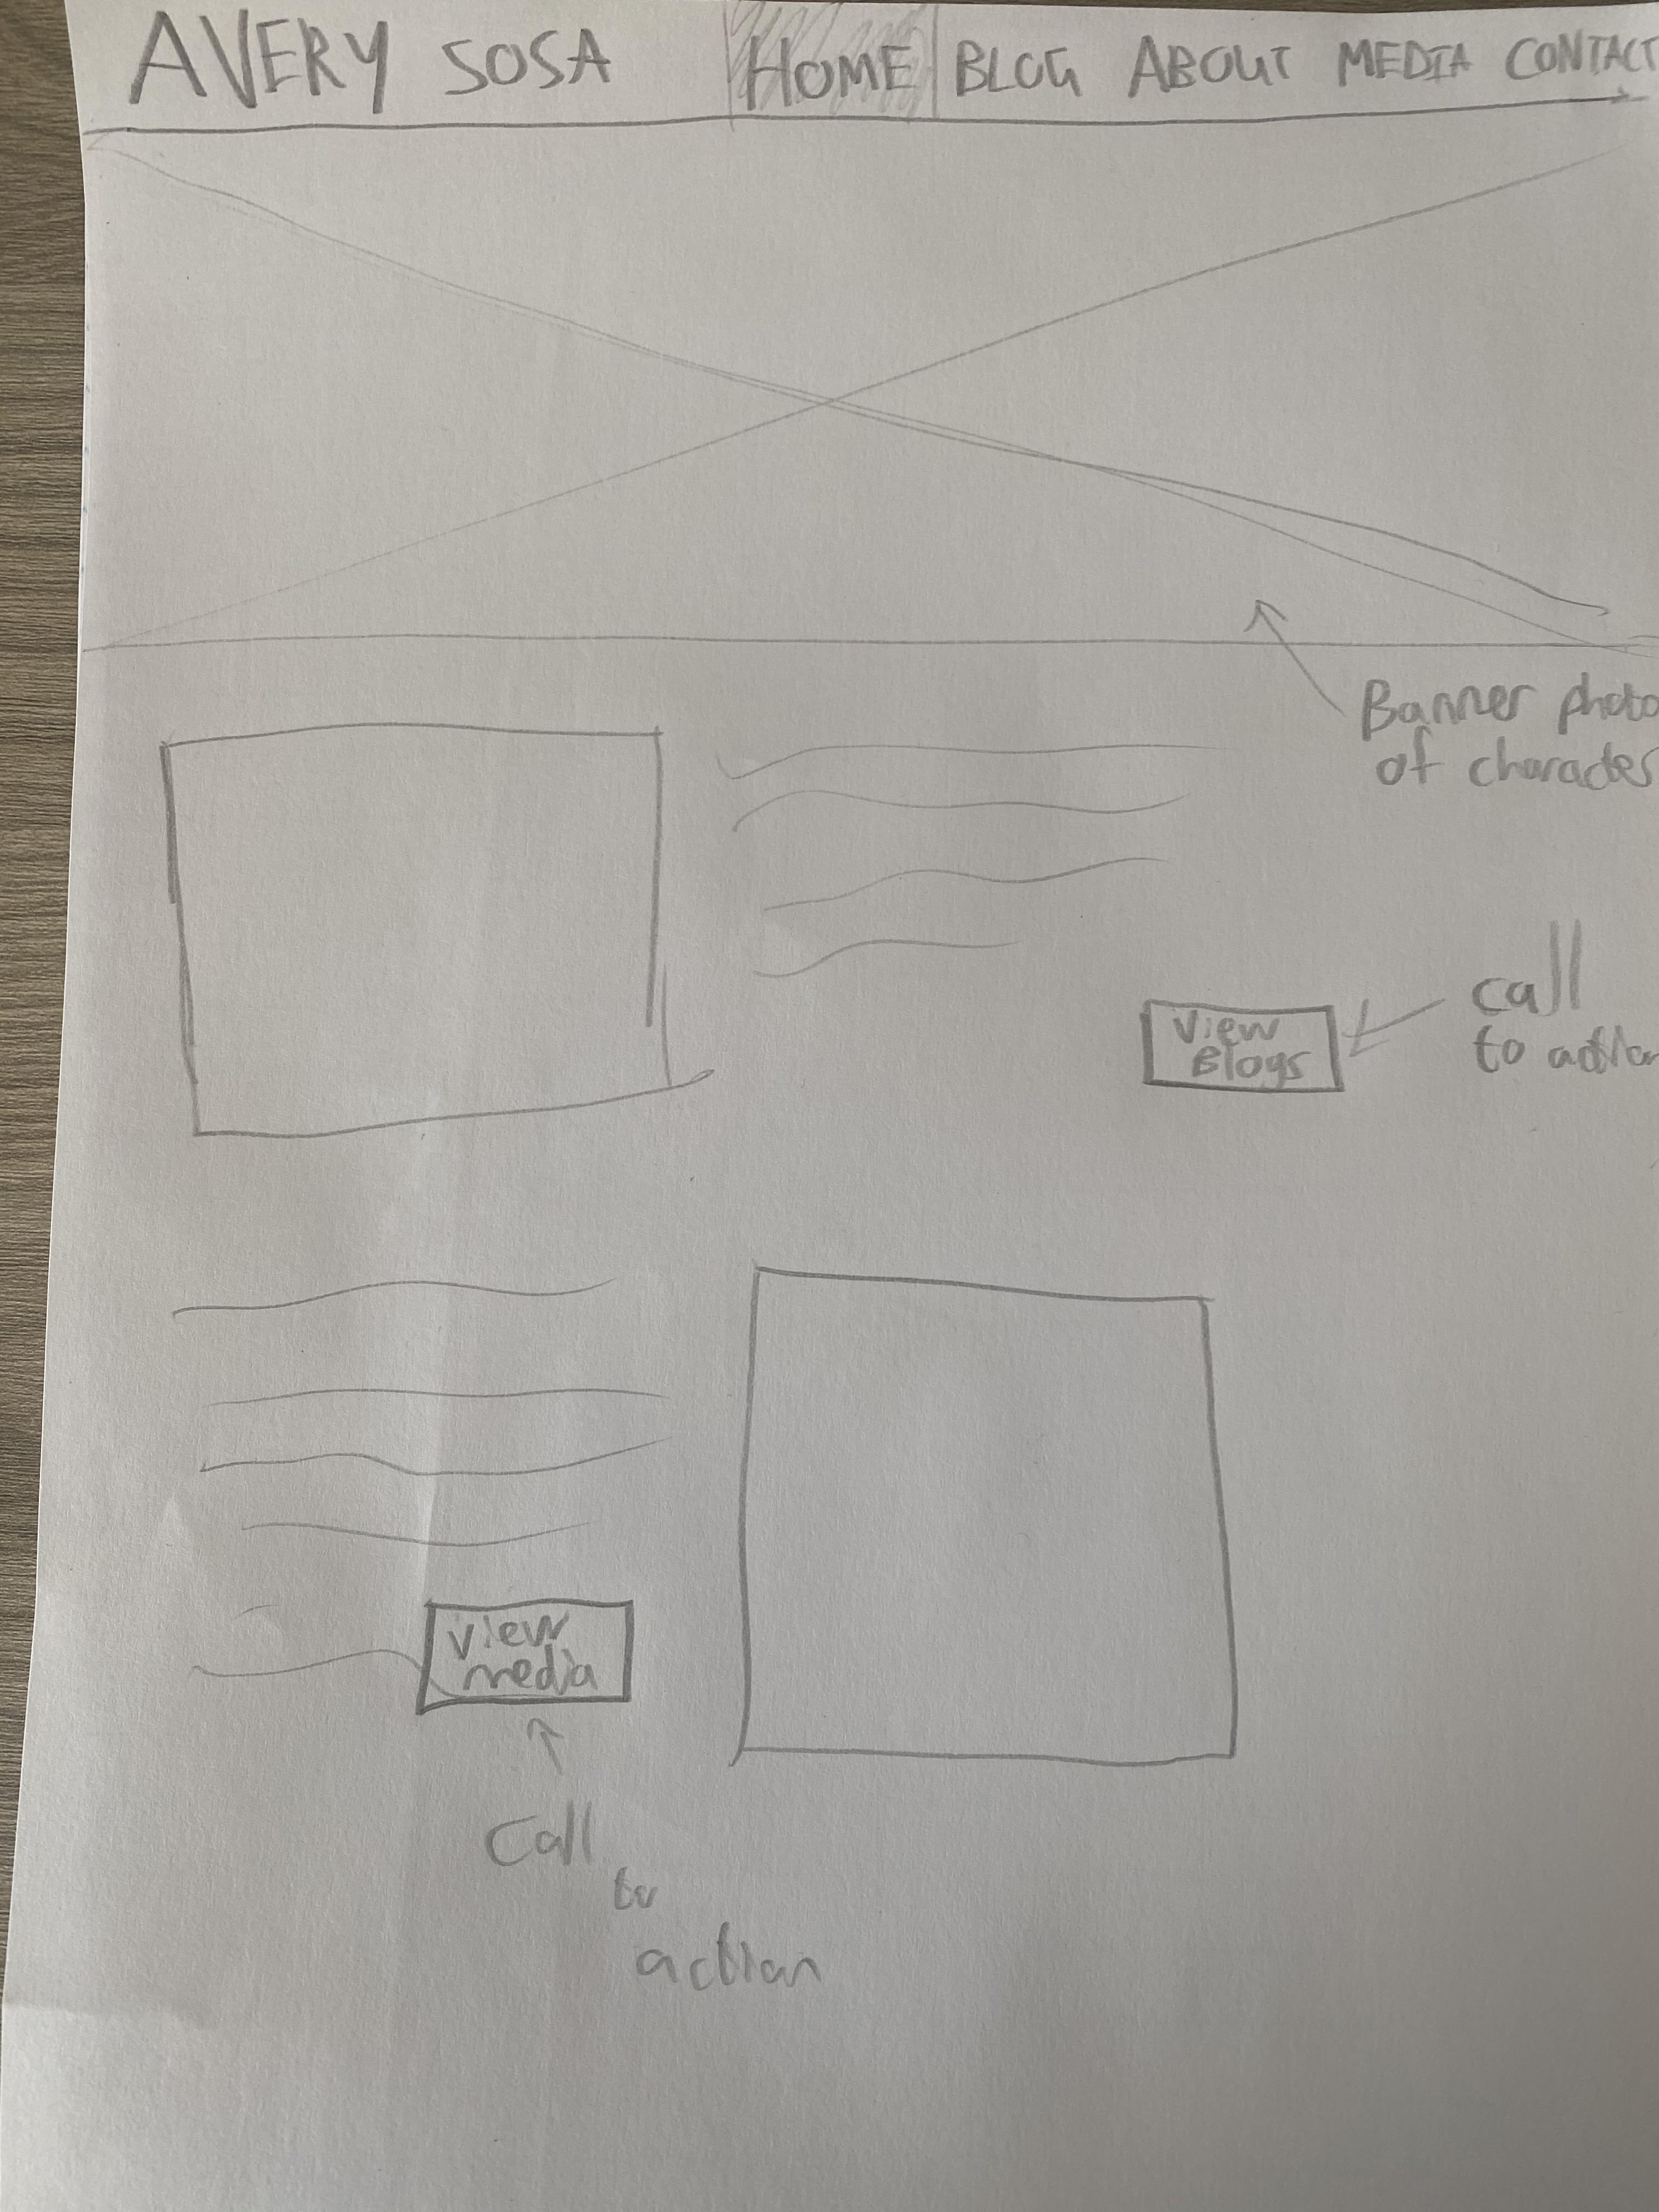 AVERY SOSA HOME BLOG ABOUT MEDIA CONTACT
Banner photo
of character
View
Blogs
call
to action
View
media
Call
to
action